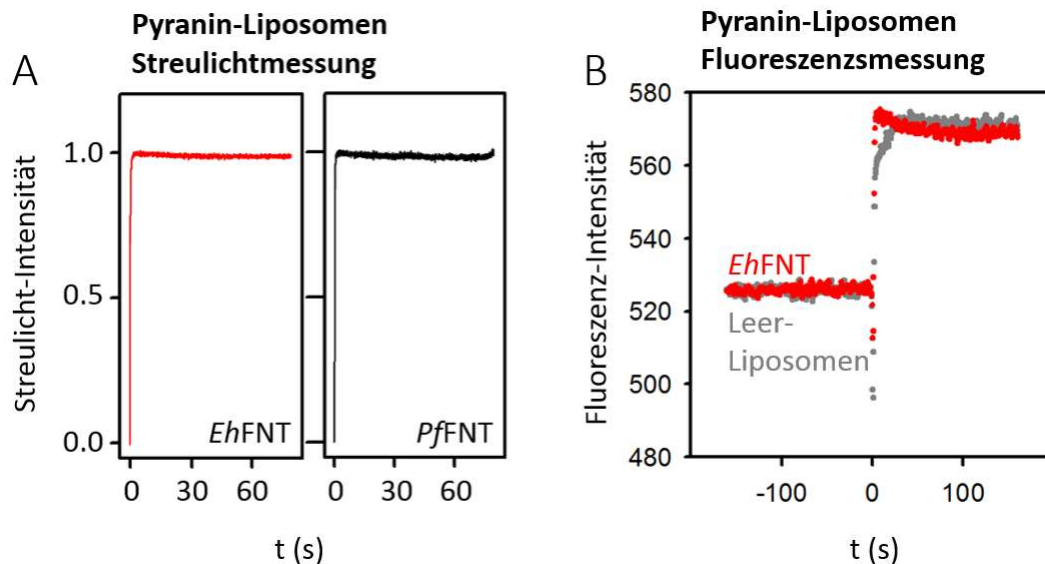 Pyranin-Liposomen
Streulichtmessung
A
Streulicht-Intensität
1.0
0.5
0.0
EhFNT
PfFNT
0 30 60
0 30 60
t (s)
Pyranin-Liposomen
Fluoreszenzsmessung
B
Fluoreszenz-Intensität
580
560
540
520
500
480
EhFNT
Leer-
Liposomen
-100 0 100
t (s)